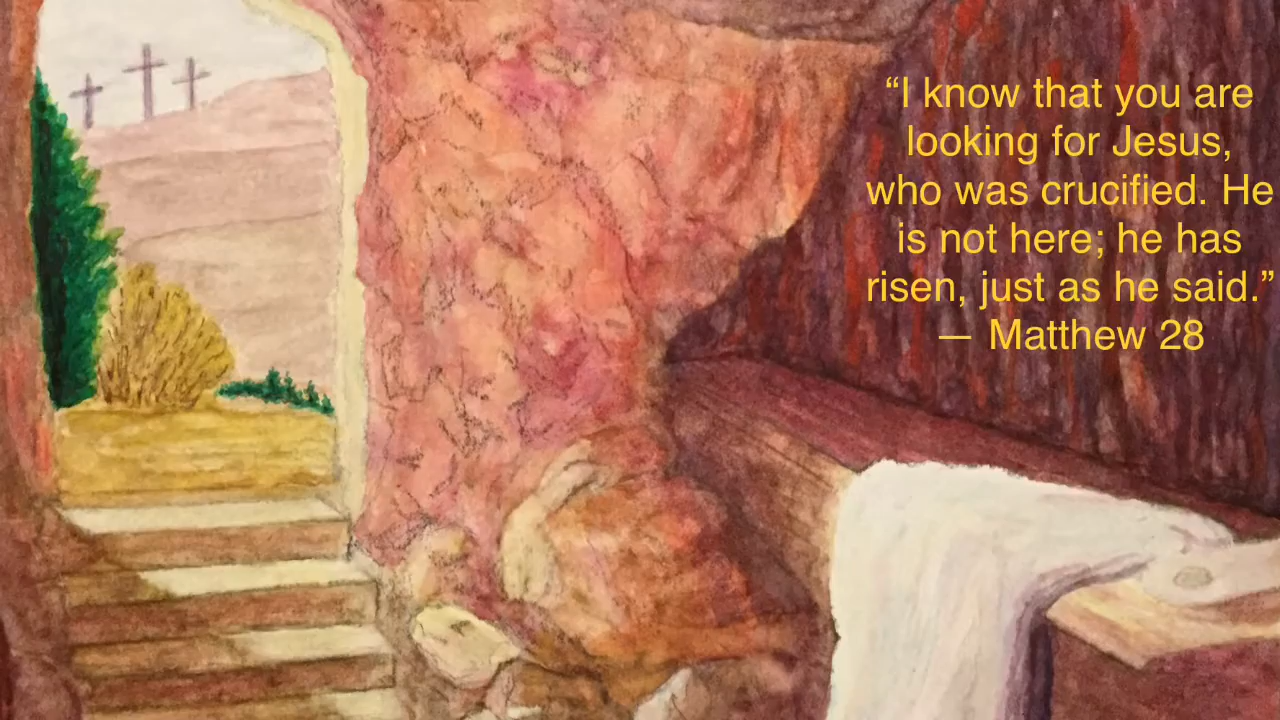 “I know that you are
looking for Jesus,
who was crucified. He
is not here; he has
risen, just as he said.”
— Matthew 28